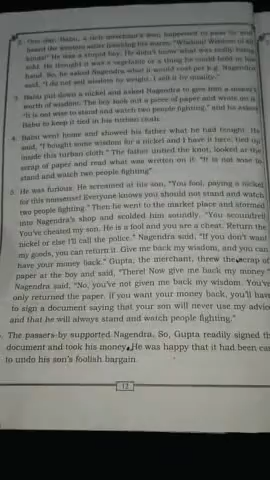 2. One day, Babu, a rich merchant's son, happened to pass by and
heard the wisdom seller
kinds!" He was a stupid boy. He didn't know what was really being
sold. He thought it was a vegetable or a thing he could hold in his
hand. So, he asked Nagendra what it would cost per k.g. Nagendra
said, "I do not sell wisdom by weight, I sell it by quality."
3. Babu put down a nickel and asked Nagendra to give him a nickel's
worth of wisdom. The boy took out a piece of paper and wrote on it
"It is not wise to stand and watch two people fighting," and he asked
Babu to keep it tied in his turban cloth.
4. Babu went home and showed his father what he had bought. He
said, "I bought some wisdom for a nickel and I have it here, tied up
inside this turban cloth." The father untied the knot, looked at the
scrap of paper and read what was written on it: "It is not wise to
stand and watch two people fighting."
5. He was furious. He screamed at his son, "You fool, paying a nickel
for this nonsense! Everyone knows you should not stand and watch
two people fighting." Then he went to the market place and stormed
into Nagendra's shop and scolded him soundly. "You scoundrel!
You've cheated my son. He is a fool and you are a cheat. Return the
nickel or else I'll call the police." Nagendra said, "If you don't want
my goods, you can return it. Give me back my wisdom, and you can
have your money back." Gupta, the merchant, threw the scrap of
paper at the boy and said, "There! Now give me back my money."
Nagendra said, "No, you've not given me back my wisdom. You've
only returned the paper. If you want your money back, you'll have
to sign a document saying that your son will never use my advice
and that he will always stand and watch people fighting."
The passers-by supported Nagendra. So, Gupta readily signed th
document and took his money. He was happy that it had been eas
to undo his son's foolish bargain.
12